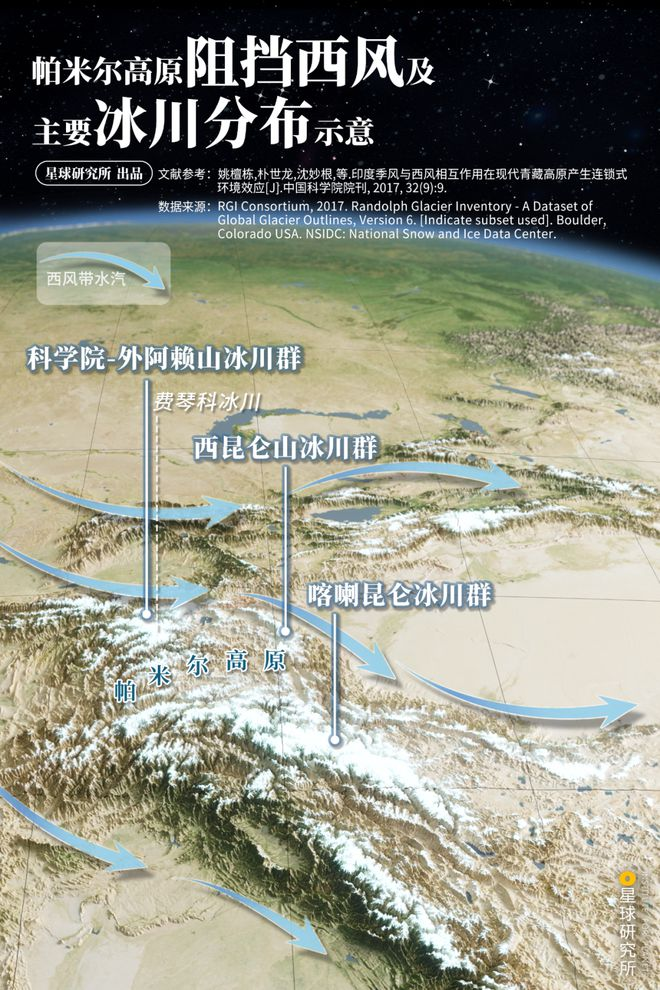 帕米尔高原阻挡西风及
主要冰川分布示意
星球研究所 出品
文献参考：姚檀栋,朴世龙,沈妙根,等.印度季风与西风相互作用在现代青藏高原产生连锁式
环境效应[J].中国科学院院刊, 2017, 32(9):9.
数据来源：RGI Consortium, 2017. Randolph Glacier Inventory - A Dataset of
Global Glacier Outlines, Version 6. [Indicate subset used]. Boulder,
Colorado USA. NSIDC: National Snow and Ice Data Center.
西风带水汽
科学院-外阿赖山冰川群
费琴科冰川
西昆仑山冰川群
喀喇昆仑冰川群
帕米尔高原
星球研究所